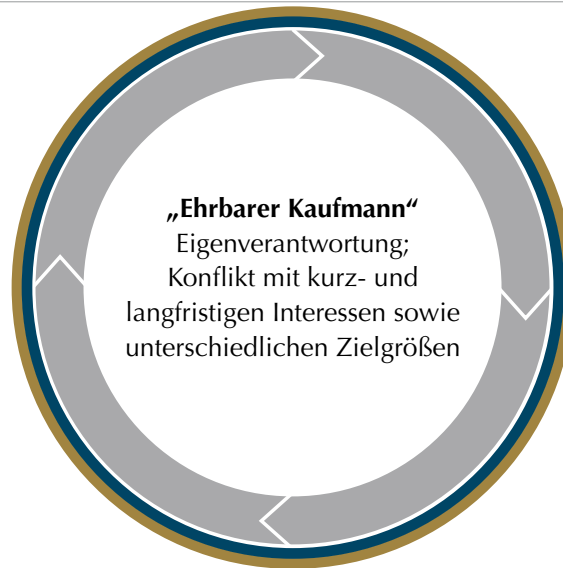 „Ehrbarer Kaufmann“
Eigenverantwortung;
Konflikt mit kurz- und
langfristigen Interessen sowie
unterschiedlichen Zielgrößen